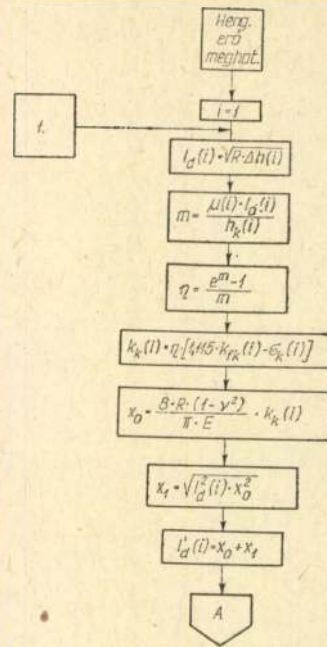 Heng.
erő
meghat.
i=1
1.
l_d(i)=√R·Δh(i)
m = μ(i)·l_d(i) / h_k(i)
η = e^m-1 / m
k_k(i)=η·[1,115·k_fk(i)-σ_k(i)]
x_0 = 8·R·(1-ν²) / π·E · k_k(i)
x_1 = √l_d²(i)·x_0²
l'_d(i)=x_0+x_1
A